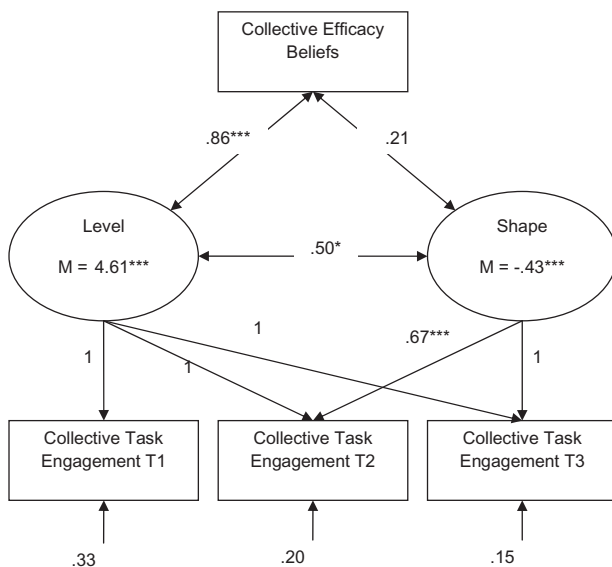 Collective Efficacy
Beliefs
.86***
.21
Level
M = 4.61***
.50*
Shape
M = -.43***
1
1
1
.67***
1
Collective Task
Engagement T1
Collective Task
Engagement T2
Collective Task
Engagement T3
.33
.20
.15